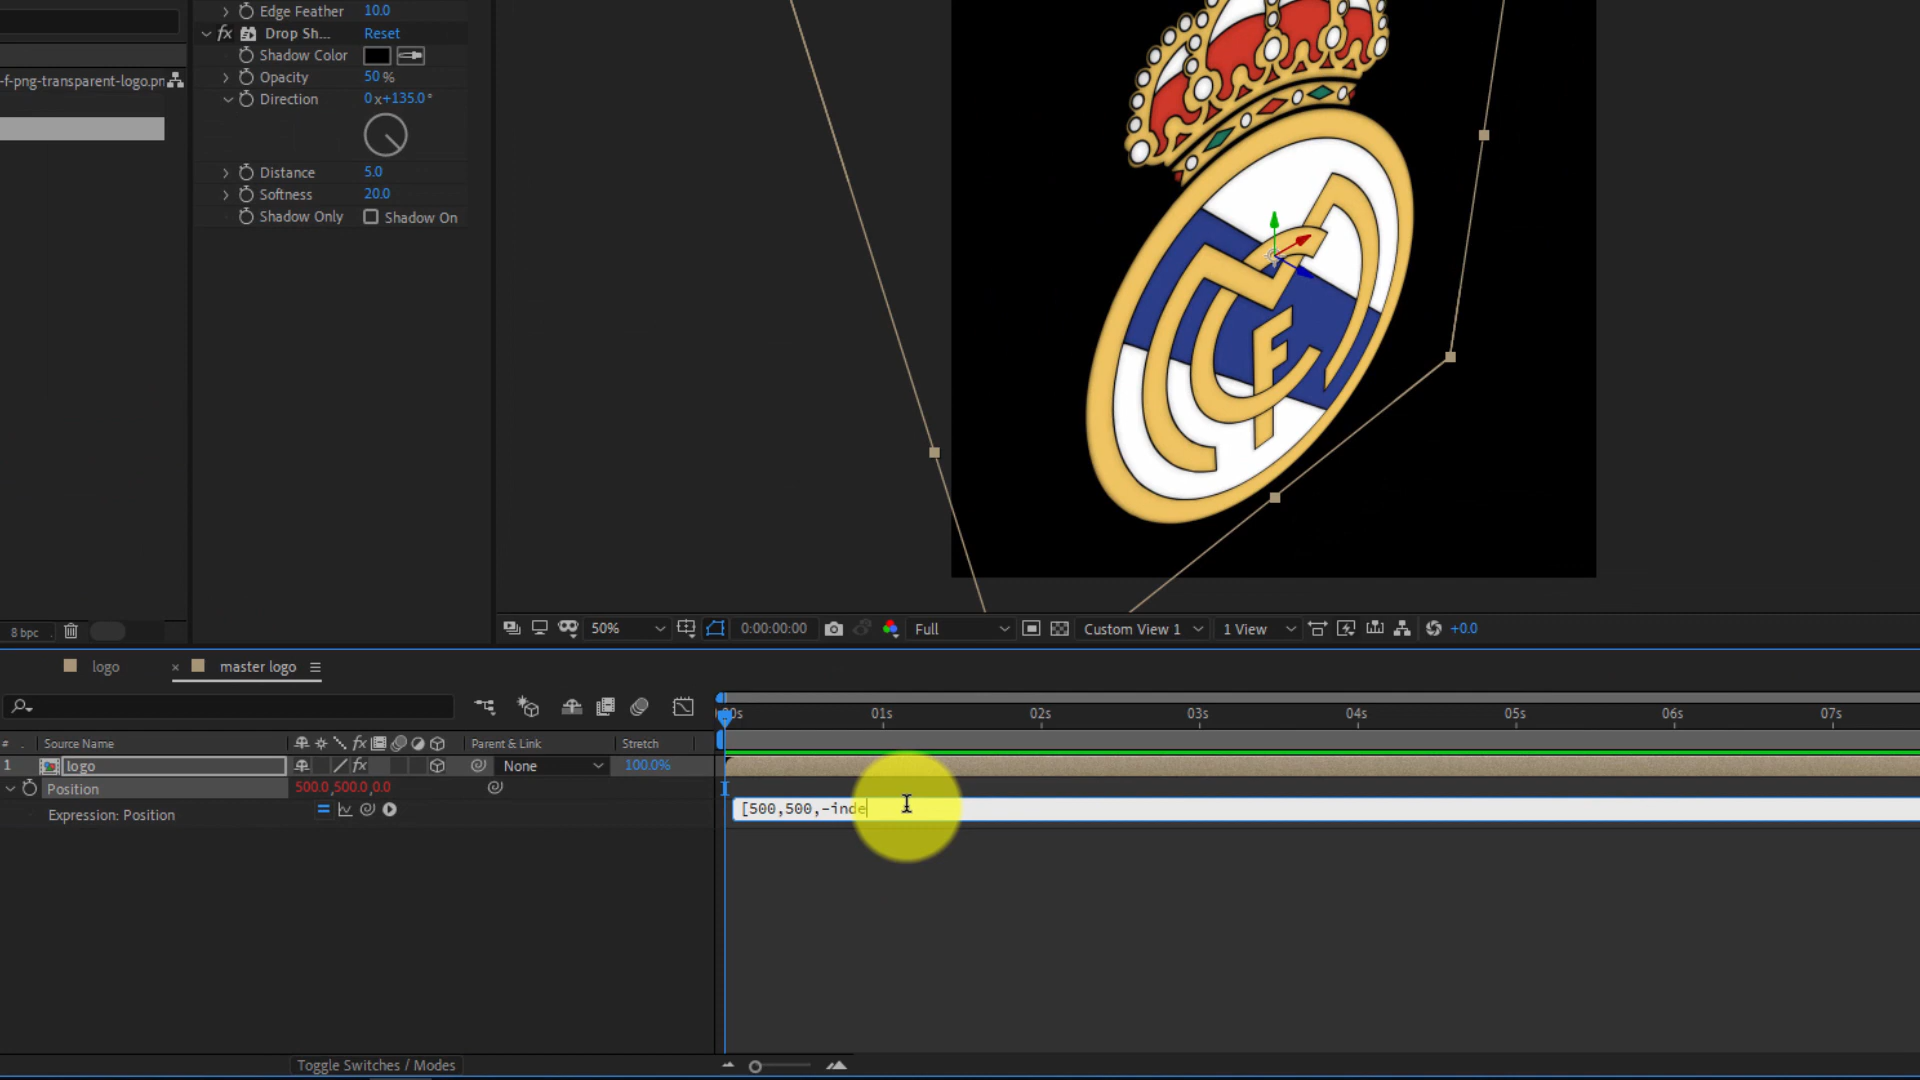 Edge Feather 10.0
fx Drop Sh... Reset
Shadow Color
-f-png-transparent-logo.pn
Opacity 50 %
Direction 0x+135.0°
Distance 5.0
Softness 20.0
Shadow Only Shadow On
8 bpc
50% 0:00:00:00 Full Custom View 1 1 View +0.0
logo × master logo
00s 01s 02s 03s 04s 05s 06s 07s
# . Source Name fx Parent & Link Stretch
1 logo fx None 100.0%
Position 500.0,500.0,0.0
Expression: Position [500,500,-inde
Toggle Switches / Modes